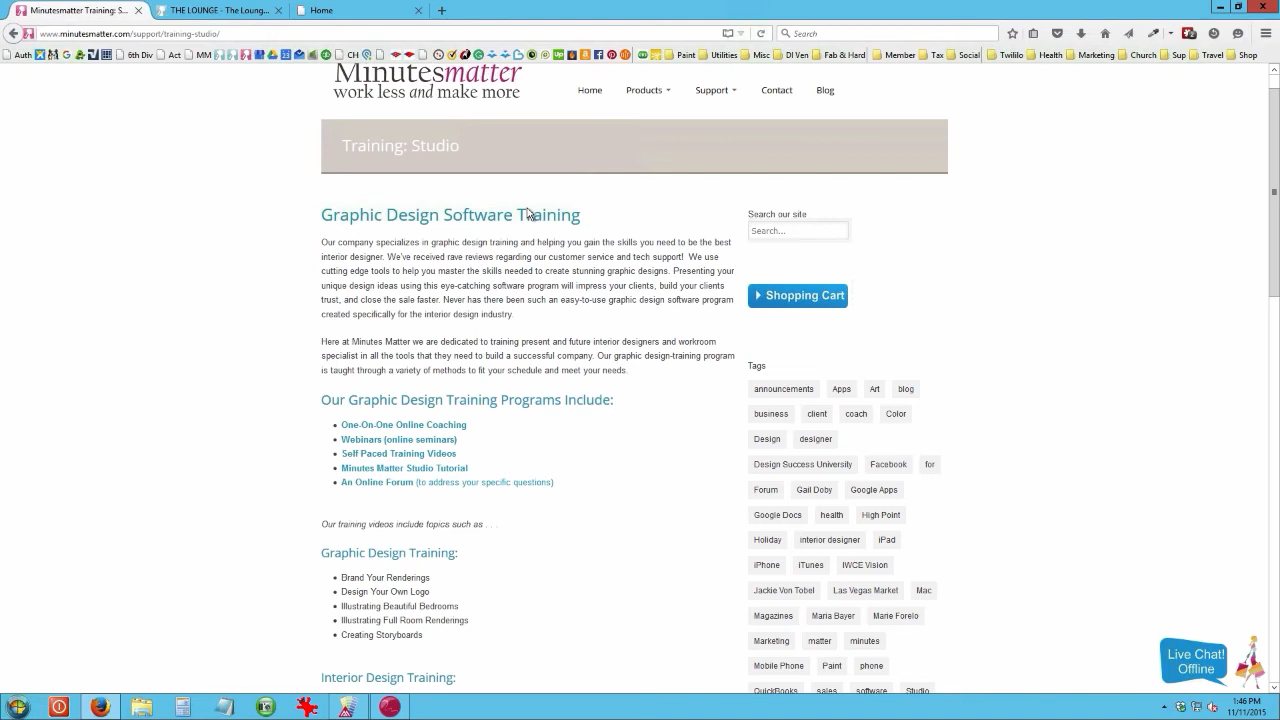 Minutesmatter Training: S...
THE LOUNGE - The Loung...
Home
www.minutesmatter.com/support/training-studio/
Search
Auth
6th Div
Act
CH
Paint
Utilities
Misc
DI Ven
Fab & Hard
Member
Tax
Social
Twiilo
Health
Marketing
Church
Sup
Travel
Shop
Minutesmatter
work less and make more
Home
Products
Support
Contact
Blog
Training: Studio
Graphic Design Software Training
Our company specializes in graphic design training and helping you gain the skills you need to be the best
interior designer. We've received rave reviews regarding our customer service and tech support! We use
cutting edge tools to help you master the skills needed to create stunning graphic designs. Presenting your
unique design ideas using this eye-catching software program will impress your clients, build your clients
trust, and close the sale faster. Never has there been such an easy-to-use graphic design software program
created specifically for the interior design industry.
Here at Minutes Matter we are dedicated to training present and future interior designers and workroom
specialist in all the tools that they need to build a successful company. Our graphic design-training program
is taught through a variety of methods to fit your schedule and meet your needs.
Our Graphic Design Training Programs Include:
One-On-One Online Coaching
Webinars (online seminars)
Self Paced Training Videos
Minutes Matter Studio Tutorial
An Online Forum (to address your specific questions)
Our training videos include topics such as . . .
Graphic Design Training:
Brand Your Renderings
Design Your Own Logo
Illustrating Beautiful Bedrooms
Illustrating Full Room Renderings
Creating Storyboards
Interior Design Training:
Search our site
Search...
Shopping Cart
Tags
announcements Apps Art blog
business client coach Color
Design designer
Design Success University Facebook for
Forum Gail Doby Google Apps
Google Docs health High Point
Holiday interior designer iPad
iPhone iTunes IWCE Vision
Jackie Von Tobel Las Vegas Market Mac
Magazines Maria Bayer Marie Forelo
Marketing matter minutes
Mobile Phone Paint phone
QuickBooks sales software Studio
Live Chat!
Offline
1:46 PM
11/11/2015